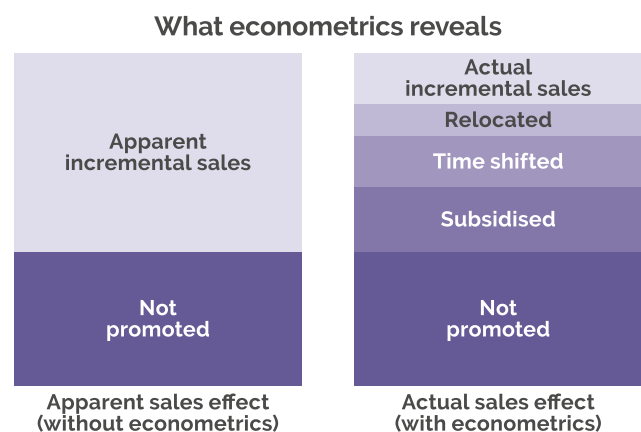 What econometrics reveals
Apparent
incremental sales
Not
promoted
Apparent sales effect
(without econometrics)
Actual
incremental sales
Relocated
Time shifted
Subsidised
Not
promoted
Actual sales effect
(with econometrics)